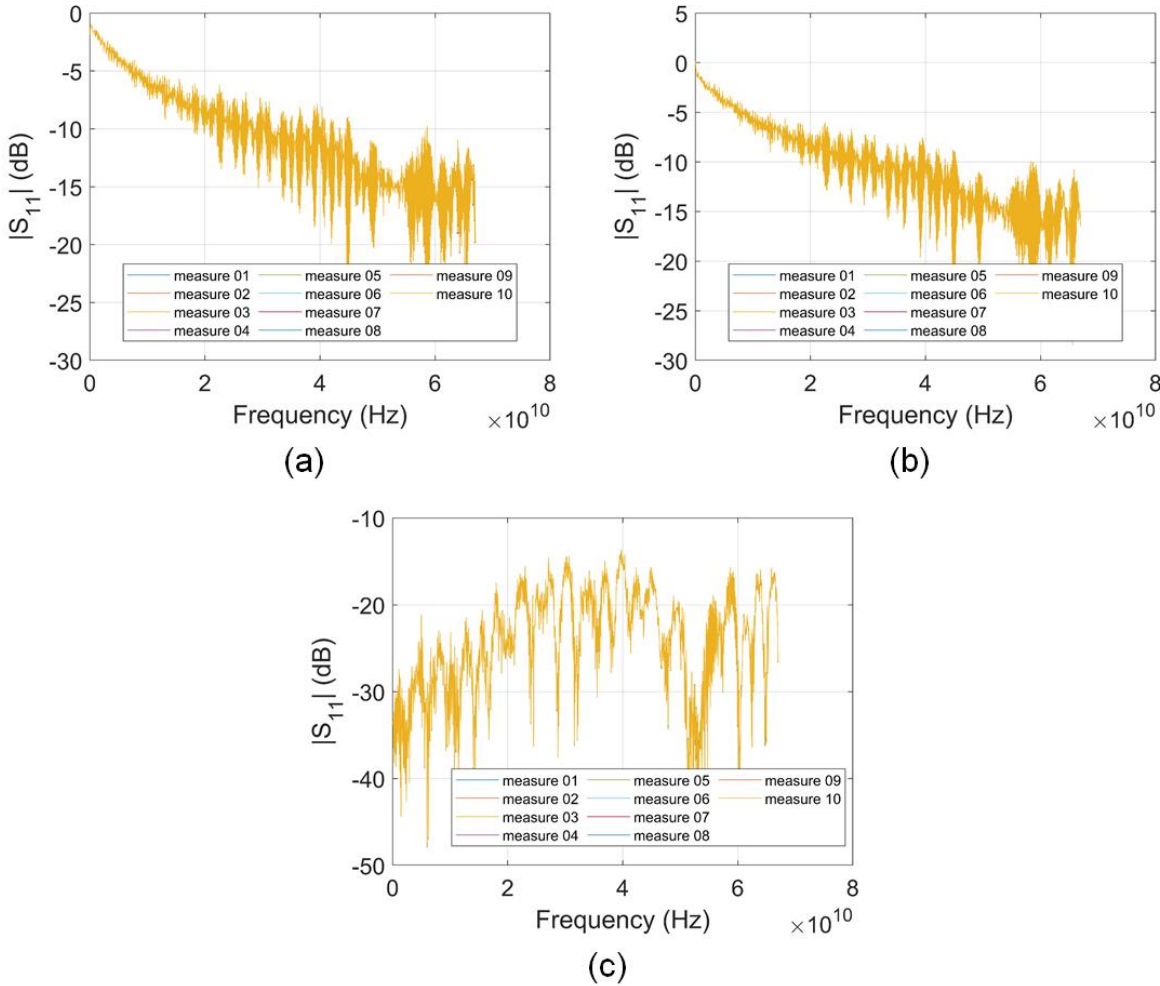 0
-5
-10
-15
-20
-25
-30
|S11| (dB)
measure 01 measure 05 measure 09
measure 02 measure 06 measure 10
measure 03 measure 07
measure 04 measure 08
0 2 4 6 8
Frequency (Hz) ×10^10
(a)
5
0
-5
-10
-15
-20
-25
-30
|S11| (dB)
measure 01 measure 05 measure 09
measure 02 measure 06 measure 10
measure 03 measure 07
measure 04 measure 08
0 2 4 6 8
Frequency (Hz) ×10^10
(b)
-10
-20
-30
-40
-50
|S11| (dB)
measure 01 measure 05 measure 09
measure 02 measure 06 measure 10
measure 03 measure 07
measure 04 measure 08
0 2 4 6 8
Frequency (Hz) ×10^10
(c)